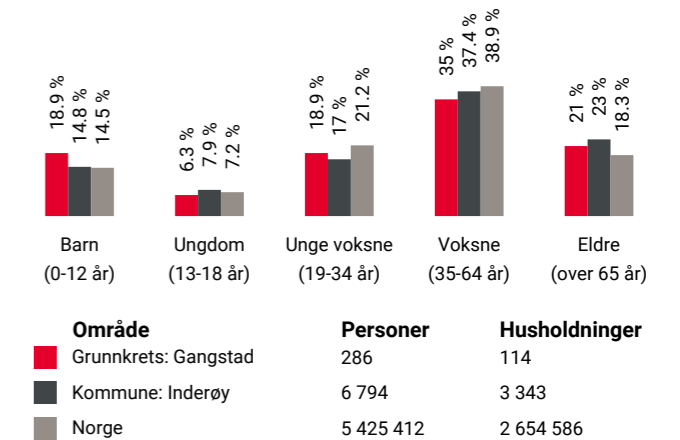 18.9 % 14.8 % 14.5 % 6.3 % 7.9 % 7.2 % 18.9 % 17 % 21.2 % 35 % 37.4 % 38.9 % 21 % 23 % 18.3 %
Barn Ungdom Unge voksne Voksne Eldre
(0-12 år) (13-18 år) (19-34 år) (35-64 år) (over 65 år)
Område Personer Husholdninger
Grunnkrets: Gangstad 286 114
Kommune: Inderøy 6 794 3 343
Norge 5 425 412 2 654 586